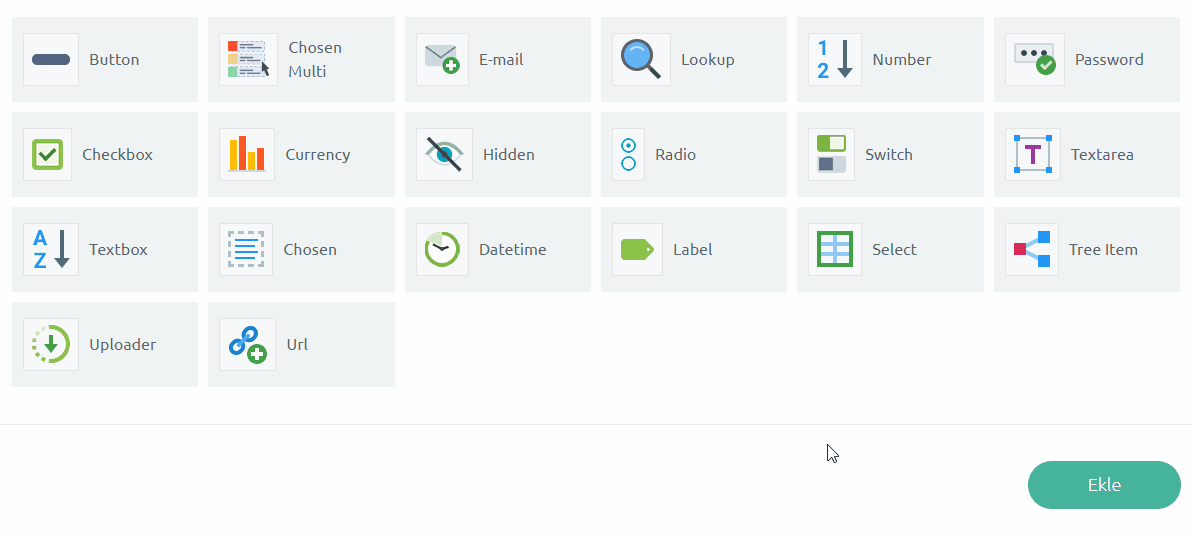 Button
Chosen
Multi
E-mail
Lookup
1
2
Number
Password
Checkbox
Currency
Hidden
Radio
Switch
T
Textarea
A
Z
Textbox
Chosen
Datetime
Label
Select
Tree Item
Uploader
Url
Ekle